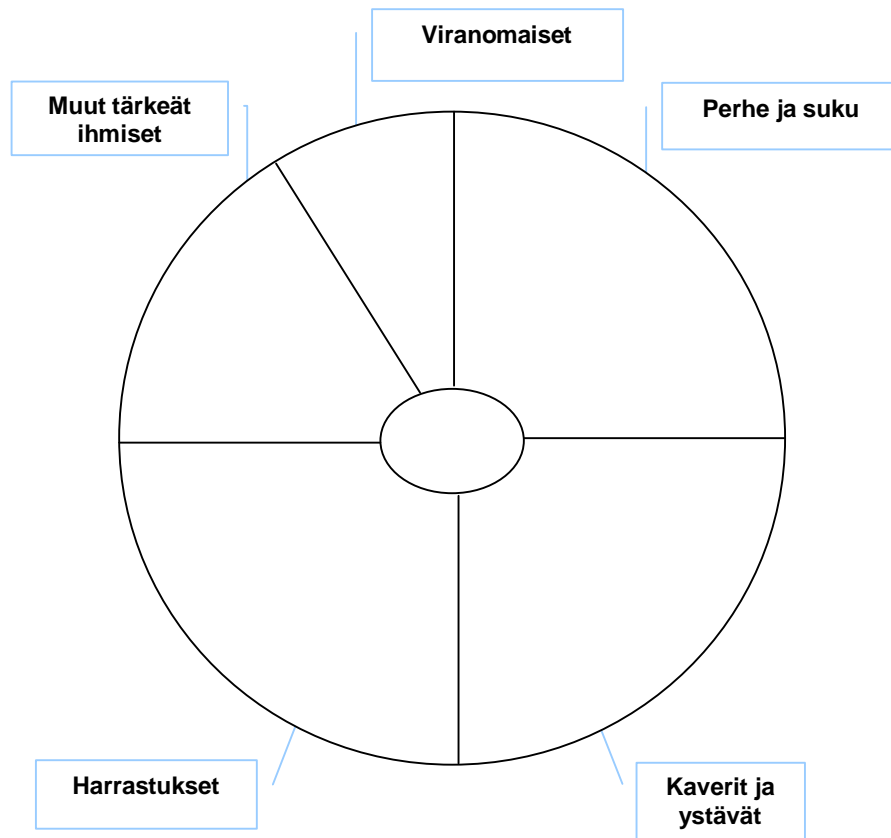 Viranomaiset
Muut tärkeät
ihmiset
Perhe ja suku
Harrastukset
Kaverit ja
ystävät